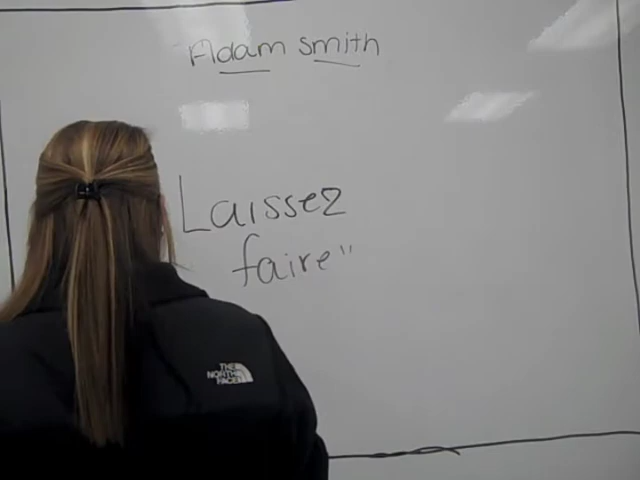 Adam smith
Laissez
faire"
THE
NORTH
FACE